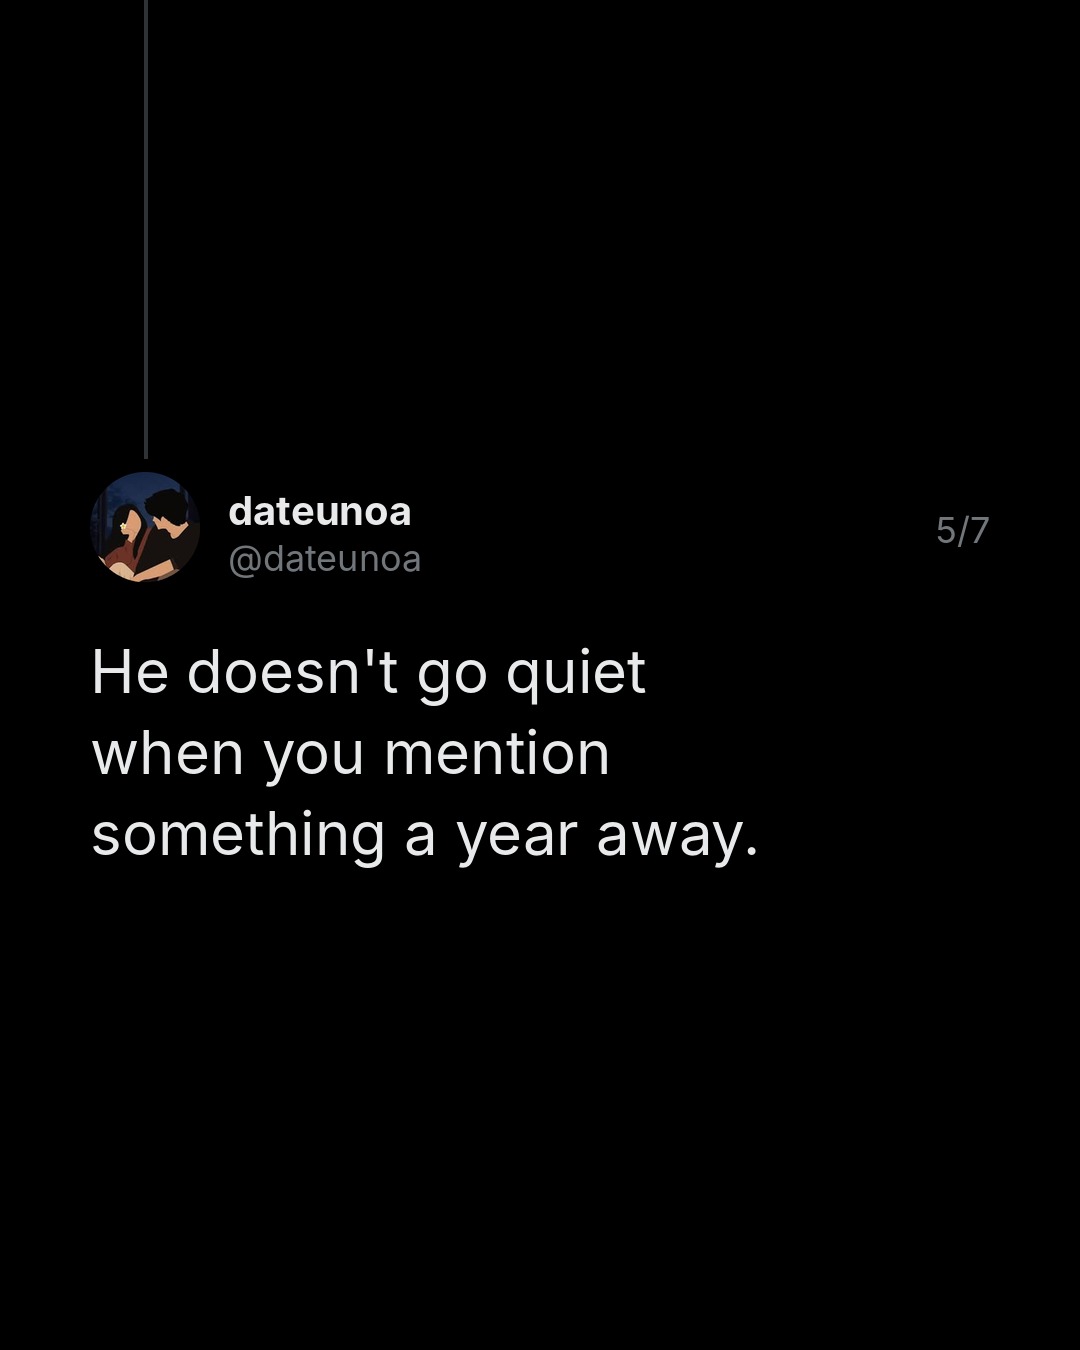 dateunoa
@dateunoa
5/7
He doesn't go quiet
when you mention
something a year away.